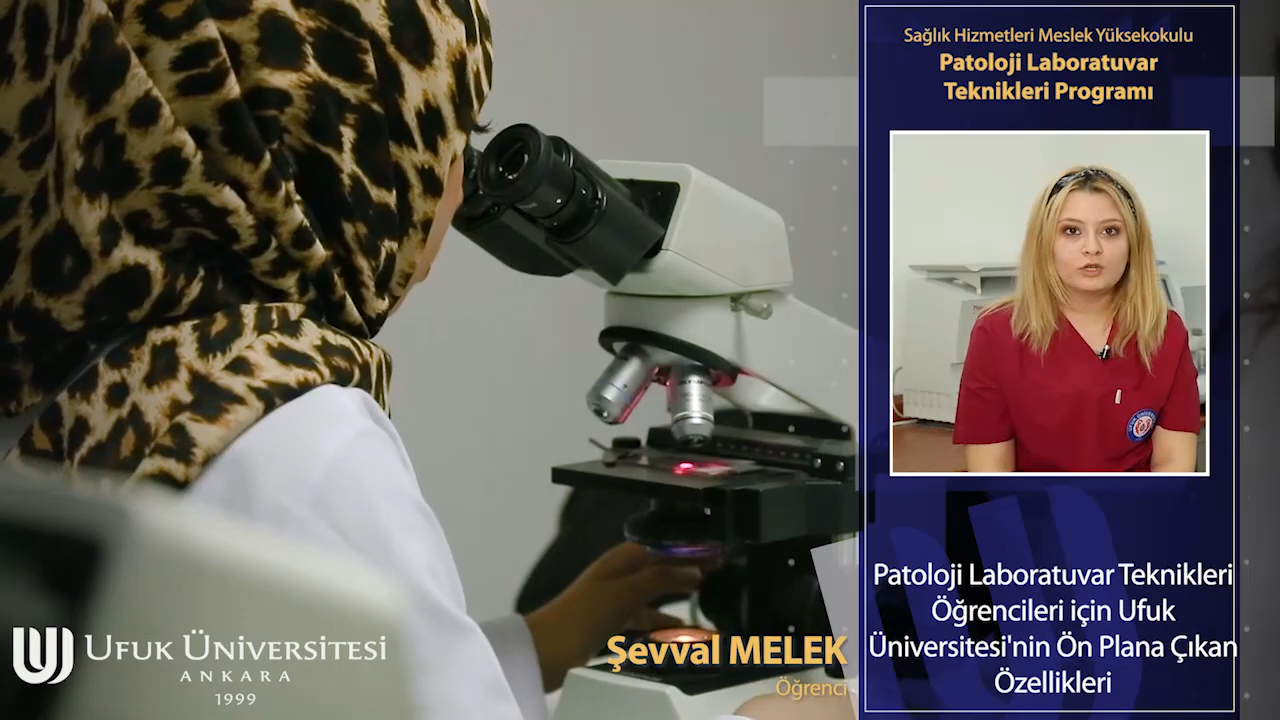 Sağlık Hizmetleri Meslek Yüksekokulu
Patoloji Laboratuvar
Teknikleri Programı
Patoloji Laboratuvar Teknikleri
Öğrencileri için Ufuk
Üniversitesi'nin Ön Plana Çıkan
Özellikleri
Şevval MELEK
Öğrenci
UFUK ÜNİVERSİTESİ
ANKARA
1999